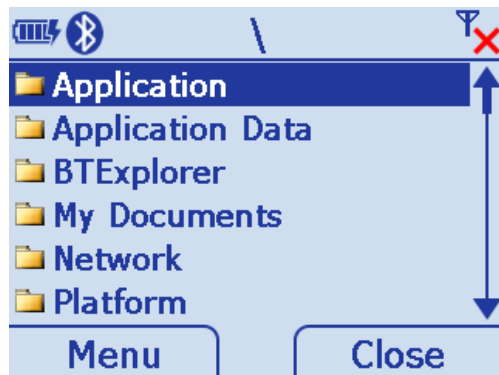 \
Application
Application Data
BTExplorer
My Documents
Network
Platform
Menu Close